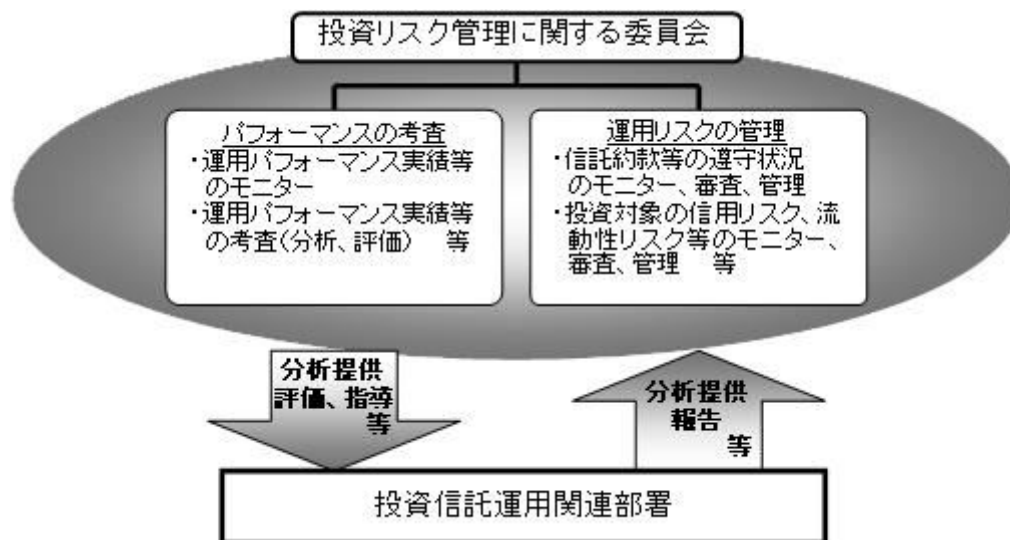 投資リスク管理に関する委員会
パフォーマンスの考査
・運用パフォーマンス実績等
のモニター
・運用パフォーマンス実績等
の考査(分析、評価) 等
運用リスクの管理
・信託約款等の遵守状況
のモニター、審査、管理
・投資対象の信用リスク、流
動性リスク等のモニター、
審査、管理 等
分析提供
評価、指導
等
分析提供
報告
等
投資信託運用関連部署